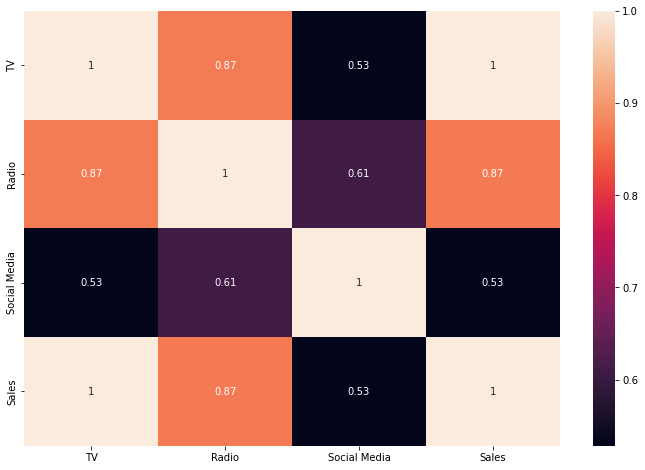 TV 1 0.87 0.53 1
Radio 0.87 1 0.61 0.87
Social Media 0.53 0.61 1 0.53
Sales 1 0.87 0.53 1
TV Radio Social Media Sales
1.0
0.9
0.8
0.7
0.6